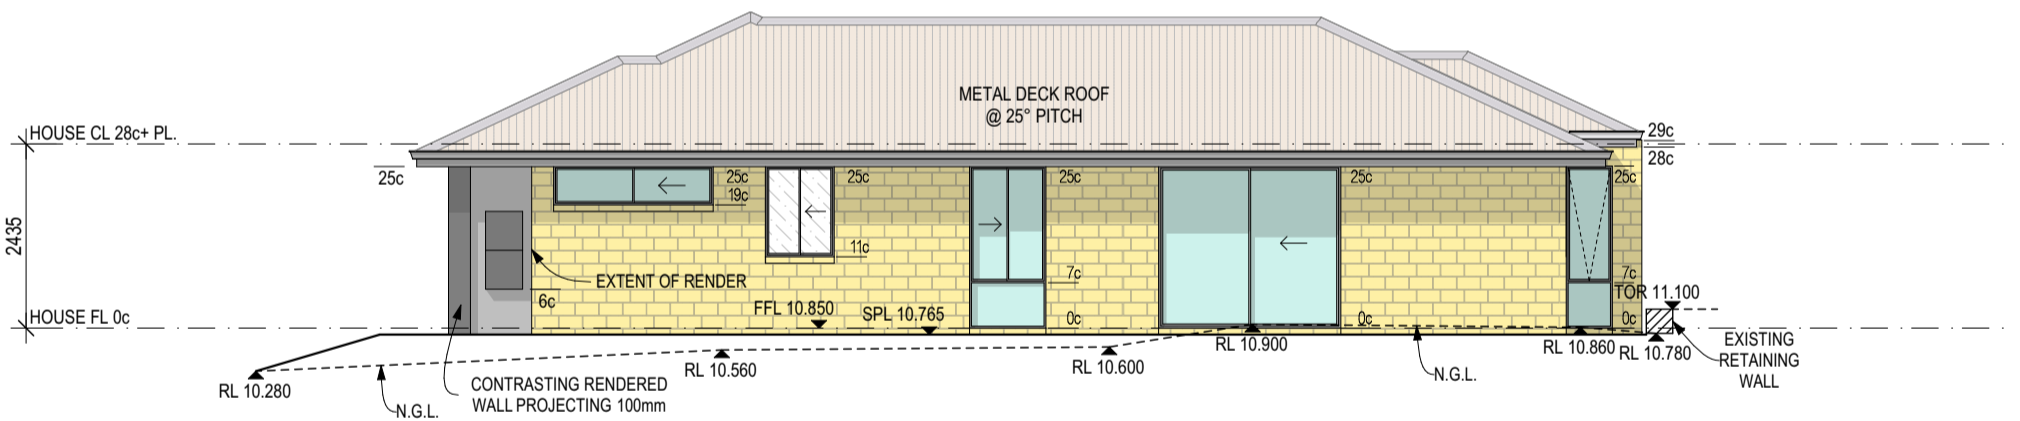 METAL DECK ROOF
@ 25° PITCH
HOUSE CL 28c+ PL.
29c
28c
25c
25c
19c
25c
25c
25c
25c
2435
11c
EXTENT OF RENDER
7c
7c
6c
TOR 11.100
FFL 10.850
SPL 10.765
HOUSE FL 0c
0c
0c
0c
RL 10.900
RL 10.860
RL 10.780
EXISTING
RETAINING
WALL
RL 10.560
RL 10.600
N.G.L.
RL 10.280
CONTRASTING RENDERED
WALL PROJECTING 100mm
N.G.L.